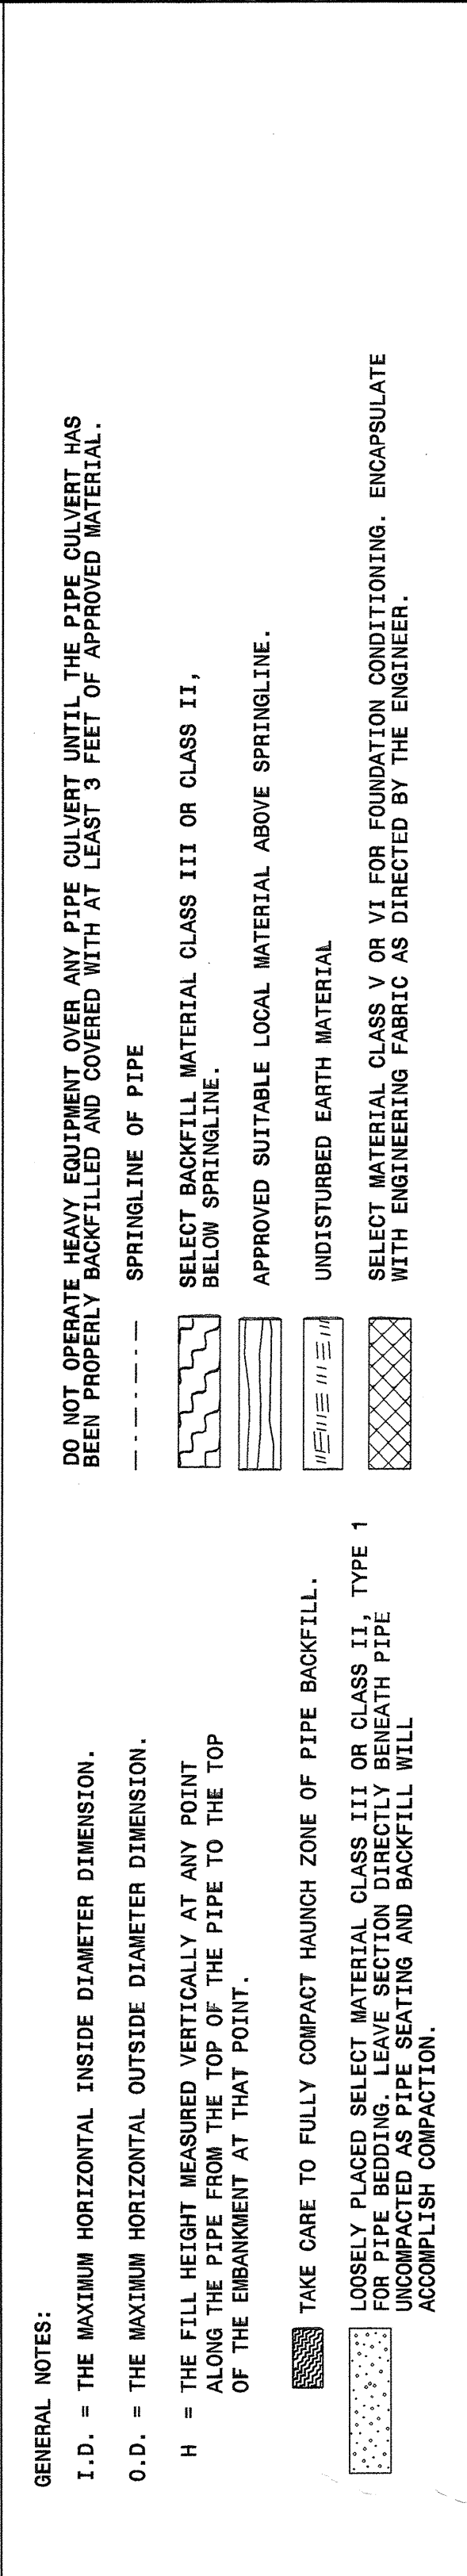 GENERAL NOTES:
I.D. = THE MAXIMUM HORIZONTAL INSIDE DIAMETER DIMENSION.
O.D. = THE MAXIMUM HORIZONTAL OUTSIDE DIAMETER DIMENSION.
H = THE FILL HEIGHT MEASURED VERTICALLY AT ANY POINT
ALONG THE PIPE FROM THE TOP OF THE PIPE TO THE TOP
OF THE EMBANKMENT AT THAT POINT.
TAKE CARE TO FULLY COMPACT HAUNCH ZONE OF PIPE BACKFILL.
LOOSELY PLACED SELECT MATERIAL CLASS III OR CLASS II, TYPE 1
FOR PIPE BEDDING. LEAVE SECTION DIRECTLY BENEATH PIPE
UNCOMPACTED AS PIPE SEATING AND BACKFILL WILL
ACCOMPLISH COMPACTION.
DO NOT OPERATE HEAVY EQUIPMENT OVER ANY PIPE CULVERT UNTIL THE PIPE CULVERT HAS
BEEN PROPERLY BACKFILLED AND COVERED WITH AT LEAST 3 FEET OF APPROVED MATERIAL.
SPRINGLINE OF PIPE
SELECT BACKFILL MATERIAL CLASS III OR CLASS II,
BELOW SPRINGLINE.
APPROVED SUITABLE LOCAL MATERIAL ABOVE SPRINGLINE.
UNDISTURBED EARTH MATERIAL
SELECT MATERIAL CLASS V OR VI FOR FOUNDATION CONDITIONING. ENCAPSULATE
WITH ENGINEERING FABRIC AS DIRECTED BY THE ENGINEER.